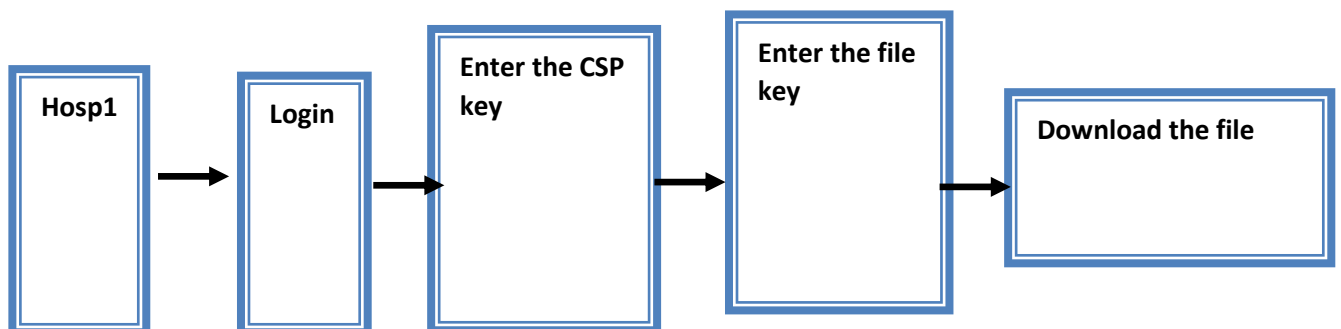 Hosp1
Login
Enter the CSP
key
Enter the file
key
Download the file